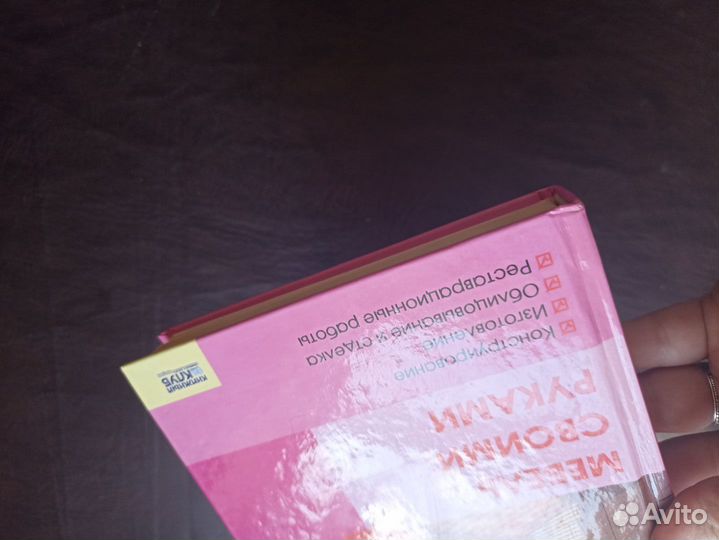 МЕБЕЛЬ
СВОИМИ
РУКАМИ
Конструирование
Изготовление
Облицовывание и отделка
Реставрационные работы
КНИЖНЫЙ
КЛУБ
Avito